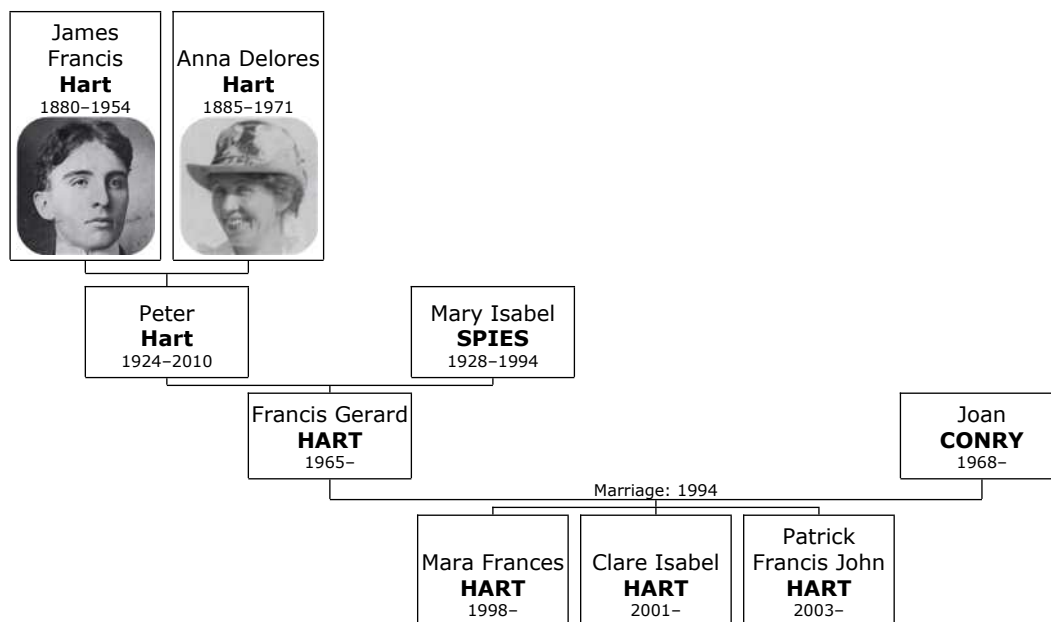 James
Francis
Hart
1880–1954
Anna Delores
Hart
1885–1971
Peter
Hart
1924–2010
Mary Isabel
SPIES
1928–1994
Francis Gerard
HART
1965–
Joan
CONRY
1968–
Marriage: 1994
Mara Frances
HART
1998–
Clare Isabel
HART
2001–
Patrick
Francis John
HART
2003–